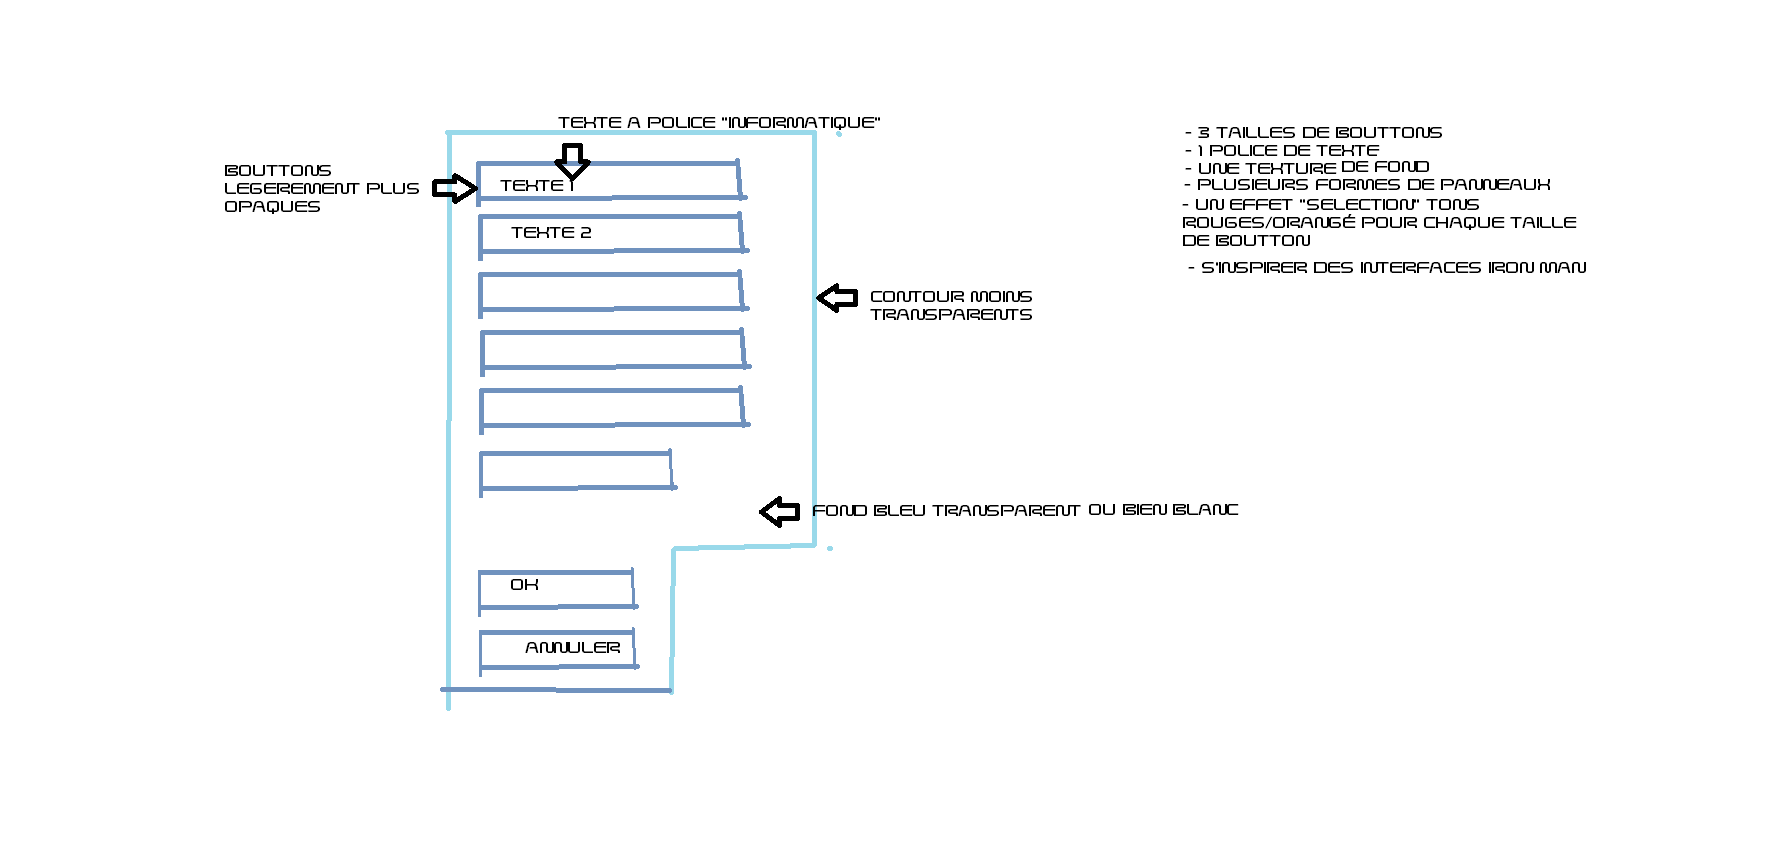 TEXTE A POLICE "INFORMATIQUE"
BOUTTONS
LEGEREMENT PLUS
OPAQUES
TEXTE 1
TEXTE 2
CONTOUR MOINS
TRANSPARENTS
FOND BLEU TRANSPARENT OU BIEN BLANC
OK
ANNULER
- 3 TAILLES DE BOUTTONS
- 1 POLICE DE TEXTE
- UNE TEXTURE DE FOND
- PLUSIEURS FORMES DE PANNEAUX
- UN EFFET "SELECTION" TONS
ROUGES/ORANGÉ POUR CHAQUE TAILLE
DE BOUTTON
- S'INSPIRER DES INTERFACES IRON MAN